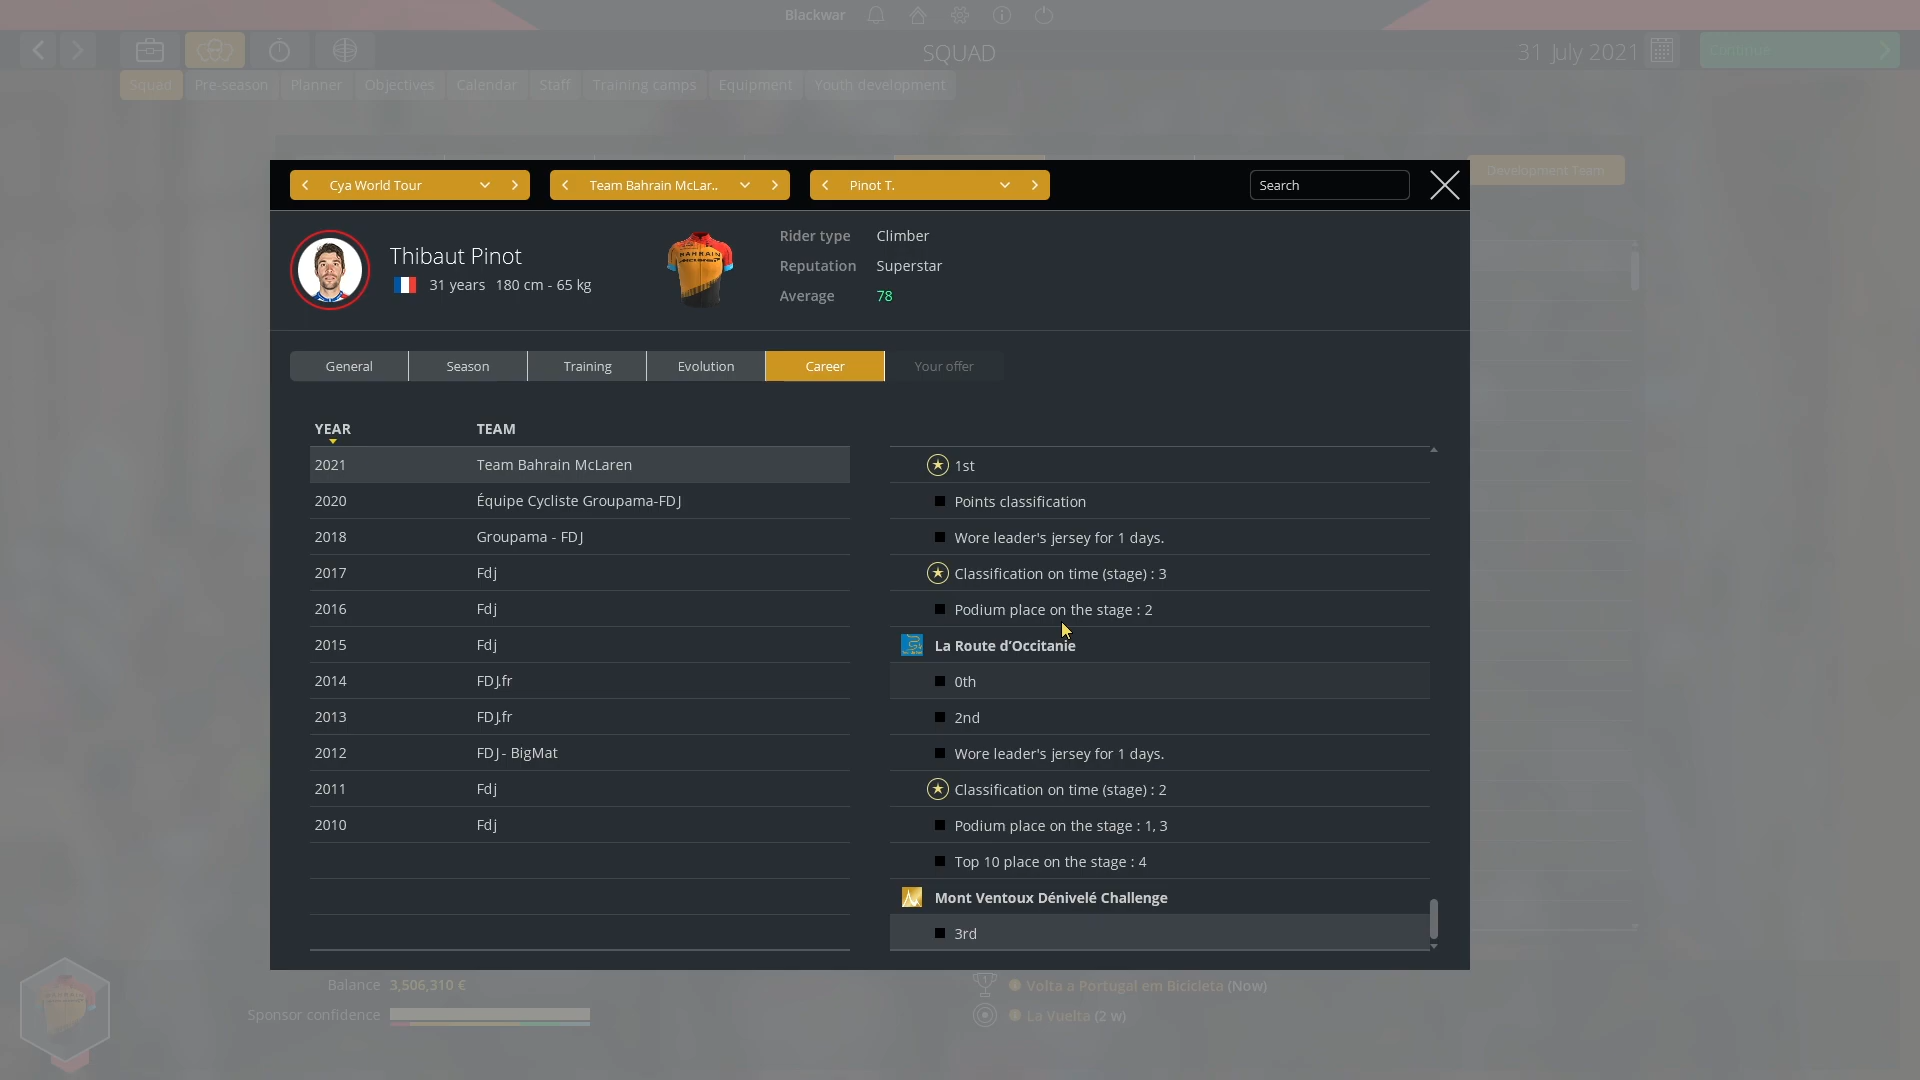 Blackwar
SQUAD
31 July 2021
Continue
Squad
Pre-season
Planner
Objectives
Calendar
Staff
Training camps
Equipment
Youth development
Development Team
Cya World Tour
Team Bahrain McLar..
Pinot T.
Search
Thibaut Pinot
31 years 180 cm - 65 kg
BAHRAIN
Rider type Climber
Reputation Superstar
Average 78
General
Season
Training
Evolution
Career
Your offer
YEAR TEAM
2021 Team Bahrain McLaren
2020 Équipe Cycliste Groupama-FDJ
2018 Groupama - FDJ
2017 Fdj
2016 Fdj
2015 Fdj
2014 FDJ.fr
2013 FDJ.fr
2012 FDJ - BigMat
2011 Fdj
2010 Fdj
1st
Points classification
Wore leader's jersey for 1 days.
Classification on time (stage) : 3
Podium place on the stage : 2
La Route d'Occitanie
0th
2nd
Wore leader's jersey for 1 days.
Classification on time (stage) : 2
Podium place on the stage : 1, 3
Top 10 place on the stage : 4
Mont Ventoux Dénivelé Challenge
3rd
Balance 3,506,310 €
Sponsor confidence
Volta a Portugal em Bicicleta (Now)
La Vuelta (2 w)